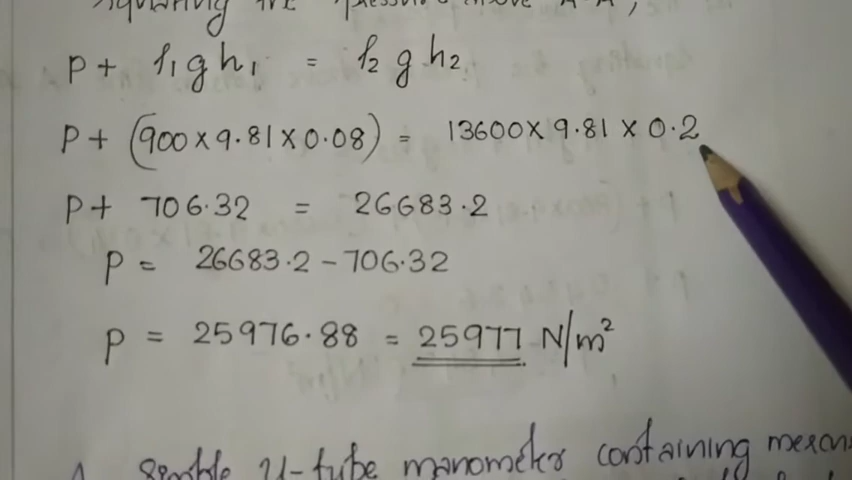 P + ρ₁gh₁ = ρ₂gh₂
P + (900 × 9.81 × 0.08) = 13600 × 9.81 × 0.2
P + 706.32 = 26683.2
P = 26683.2 - 706.32
P = 25976.88 = 25977 N/m²
A simple U-tube manometer containing